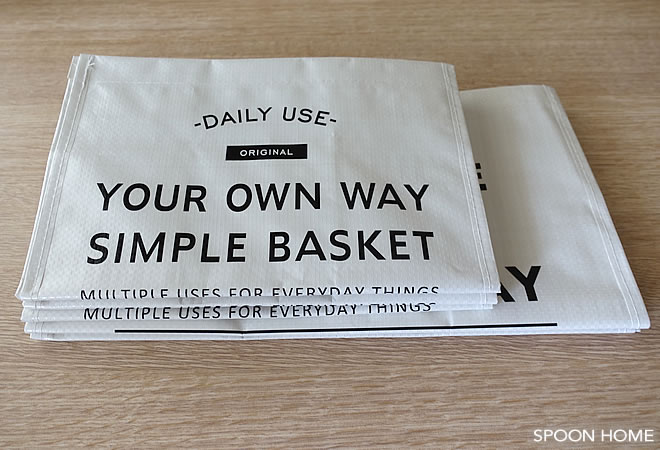 -DAILY USE-
ORIGINAL
YOUR OWN WAY
SIMPLE BASKET
MULTIPLE USES FOR EVERYDAY THINGS
MULTIPLE USES FOR EVERYDAY THINGS
SPOON HOME